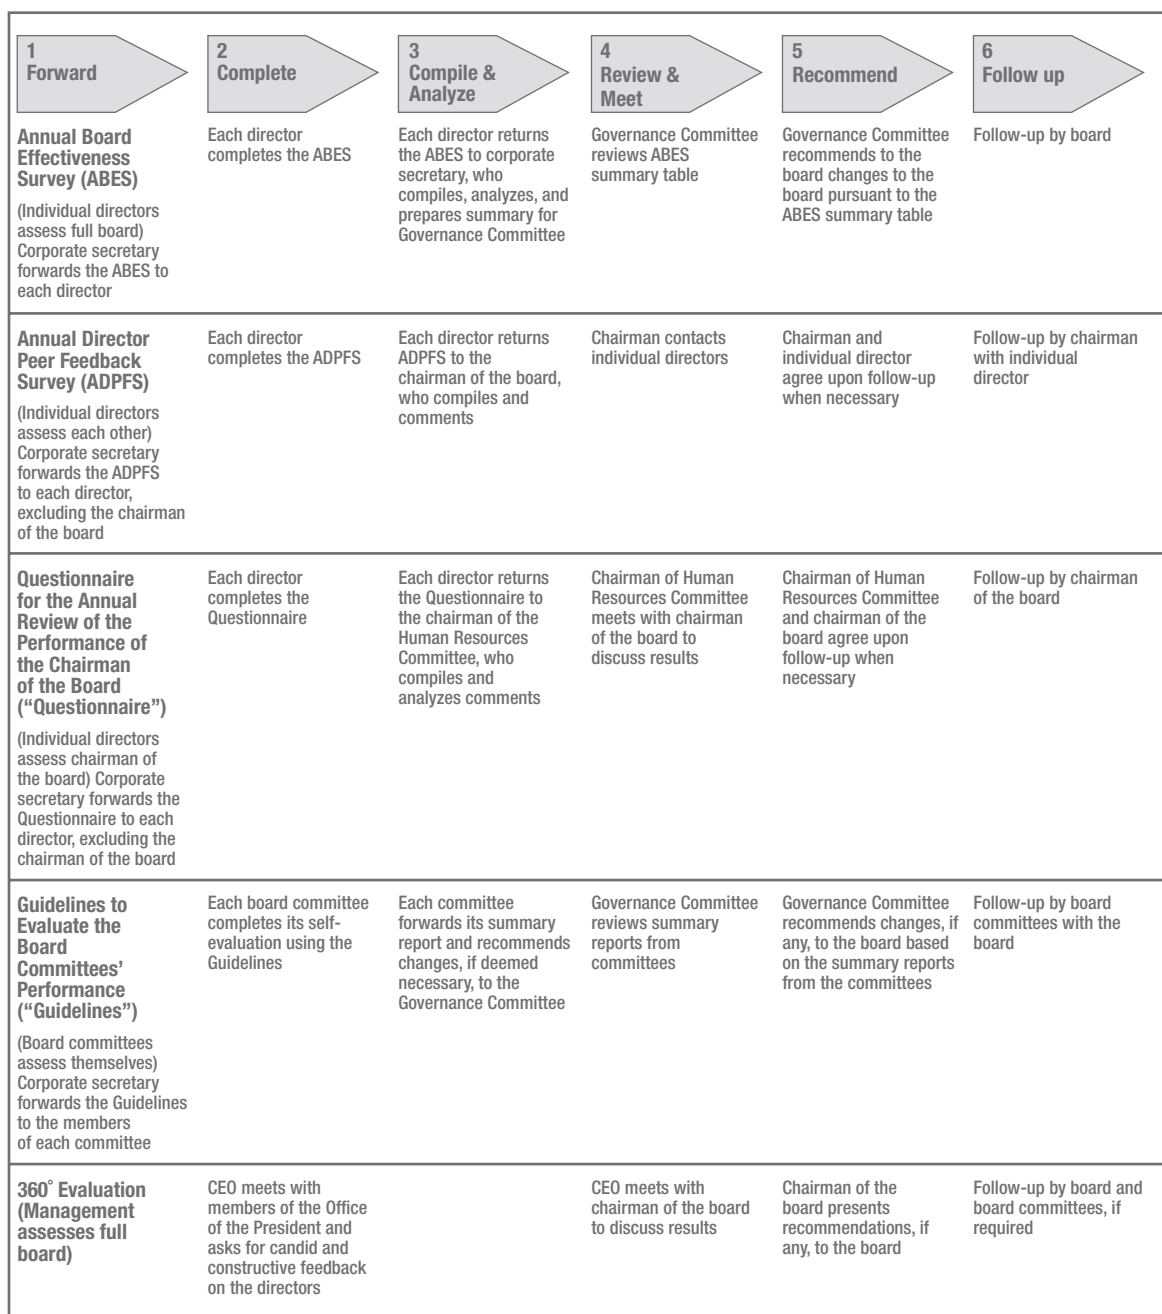 1
Forward
2
Complete
3
Compile &
Analyze
4
Review &
Meet
5
Recommend
6
Follow up
Annual Board
Effectiveness
Survey (ABES)
(Individual directors
assess full board)
Corporate secretary
forwards the ABES to
each director
Each director
completes the ABES
Each director returns
the ABES to corporate
secretary, who
compiles, analyzes, and
prepares summary for
Governance Committee
Governance Committee
reviews ABES
summary table
Governance Committee
recommends to the
board changes to the
board pursuant to the
ABES summary table
Follow-up by board
Annual Director
Peer Feedback
Survey (ADPFS)
(Individual directors
assess each other)
Corporate secretary
forwards the ADPFS
to each director,
excluding the chairman
of the board
Each director
completes the ADPFS
Each director returns
ADPFS to the
chairman of the board,
who compiles and
comments
Chairman contacts
individual directors
Chairman and
individual director
agree upon follow-up
when necessary
Follow-up by chairman
with individual
director
Questionnaire
for the Annual
Review of the
Performance of
the Chairman
of the Board
(“Questionnaire”)
(Individual directors
assess chairman of
the board) Corporate
secretary forwards the
Questionnaire to each
director, excluding the
chairman of the board
Each director
completes the
Questionnaire
Each director returns
the Questionnaire to
the chairman of the
Human Resources
Committee, who
compiles and
analyzes comments
Chairman of Human
Resources Committee
meets with chairman
of the board to
discuss results
Chairman of Human
Resources Committee
and chairman of the
board agree upon
follow-up when
necessary
Follow-up by chairman
of the board
Guidelines to
Evaluate the
Board
Committees’
Performance
(“Guidelines”)
(Board committees
assess themselves)
Corporate secretary
forwards the Guidelines
to the members
of each committee
Each board committee
completes its self-
evaluation using the
Guidelines
Each committee
forwards its summary
report and recommends
changes, if deemed
necessary, to the
Governance Committee
Governance Committee
reviews summary
reports from
committees
Governance Committee
recommends changes, if
any, to the board based
on the summary reports
from the committees
Follow-up by board
committees with the
board
360° Evaluation
(Management
assesses full
board)
CEO meets with
members of the Office
of the President and
asks for candid and
constructive feedback
on the directors
CEO meets with
chairman of the board
to discuss results
Chairman of the
board presents
recommendations, if
any, to the board
Follow-up by board and
board committees, if
required